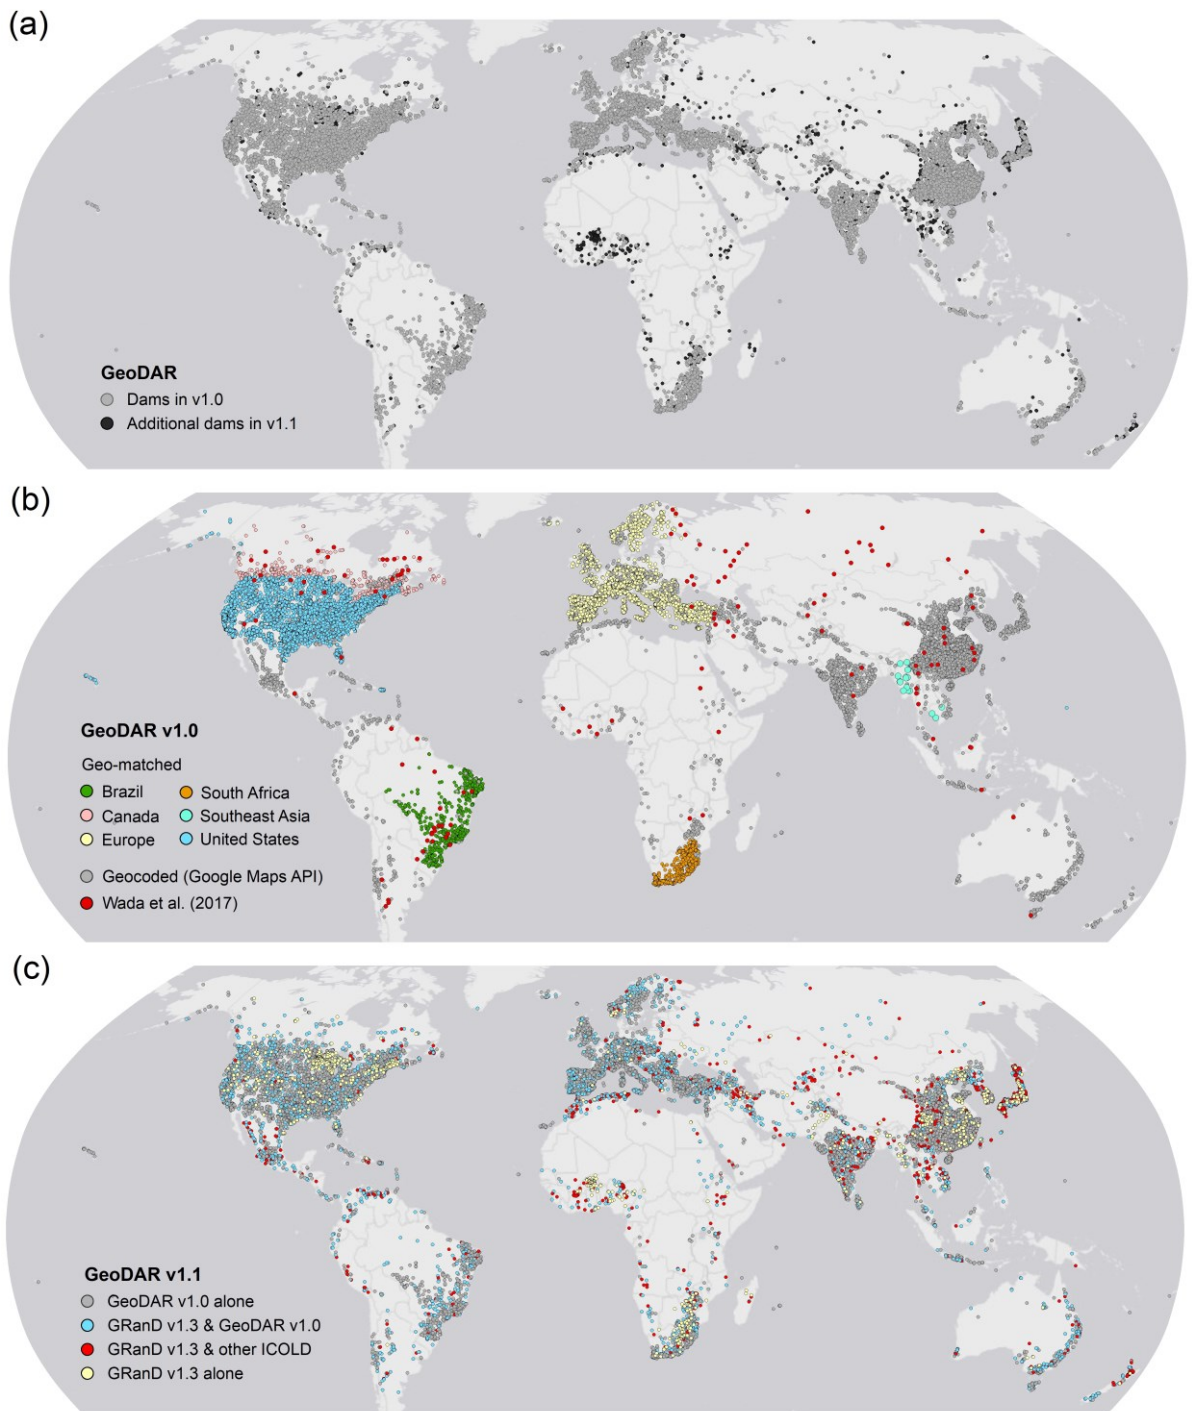 (a)
GeoDAR
Dams in v1.0
Additional dams in v1.1
(b)
GeoDAR v1.0
Geo-matched
Brazil South Africa
Canada Southeast Asia
Europe United States
Geocoded (Google Maps API)
Wada et al. (2017)
(c)
GeoDAR v1.1
GeoDAR v1.0 alone
GRanD v1.3 & GeoDAR v1.0
GRanD v1.3 & other ICOLD
GRanD v1.3 alone